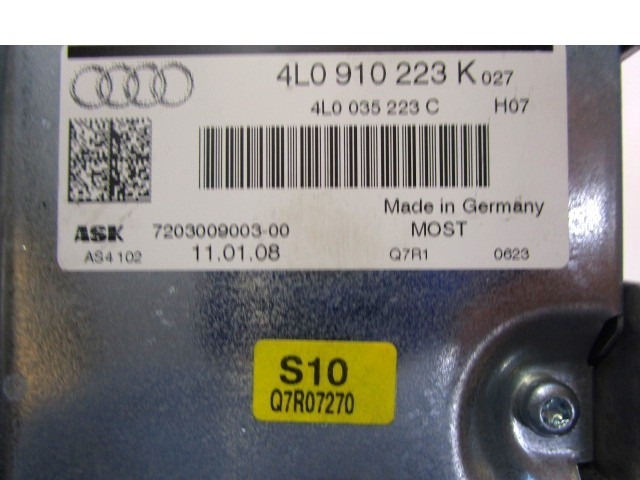 4L0 910 223 K 027
4L0 035 223 C H07
Made in Germany
ASK 7203009003-00 MOST
AS4 102 11.01.08 Q7R1 0623
S10
Q7R07270